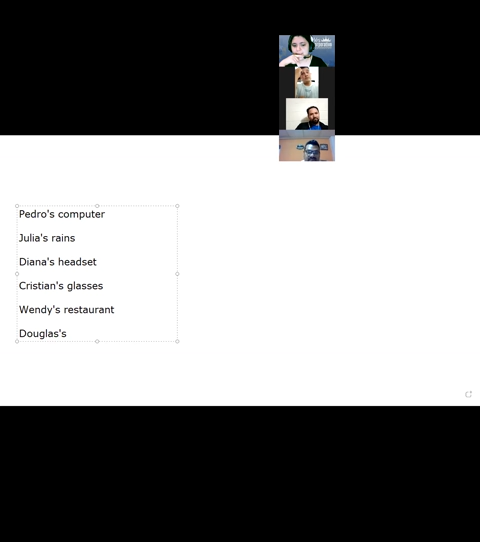 Pedro's computer
Julia's rains
Diana's headset
Cristian's glasses
Wendy's restaurant
Douglas's